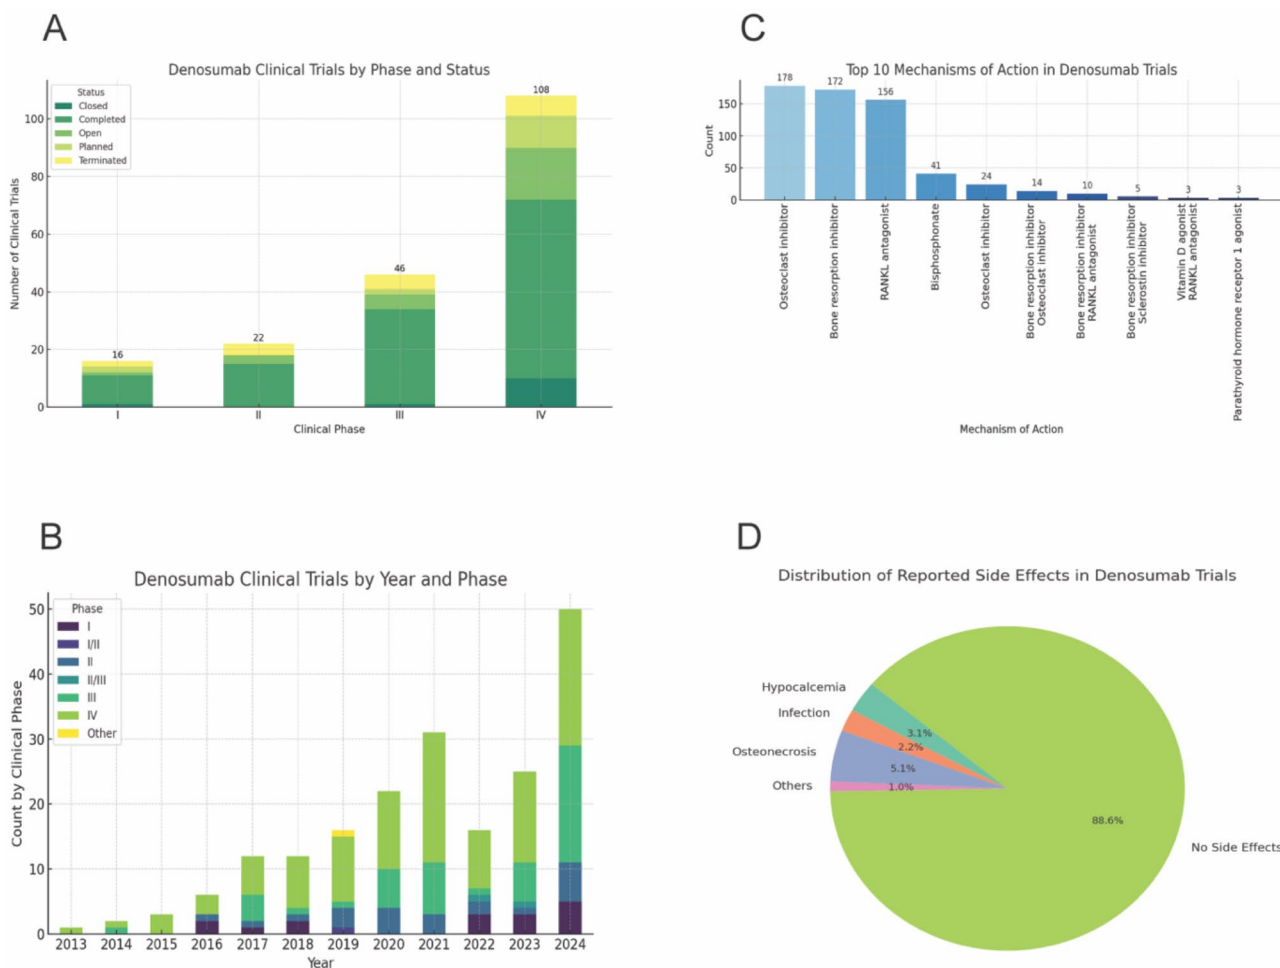 A
Denosumab Clinical Trials by Phase and Status
Status
Closed
Completed
Open
Planned
Terminated
Number of Clinical Trials
100
80
60
40
20
0
16
22
46
108
I
II
III
IV
Clinical Phase
B
Denosumab Clinical Trials by Year and Phase
Phase
I
I/II
II
II/III
III
IV
Other
Count by Clinical Phase
50
40
30
20
10
0
2013
2014
2015
2016
2017
2018
2019
2020
2021
2022
2023
2024
Year
C
Top 10 Mechanisms of Action in Denosumab Trials
Count
150
100
50
0
178
172
156
41
24
14
10
5
3
3
Osteoclast inhibitor
Bone resorption inhibitor
RANKL antagonist
Bisphosphonate
Osteoclast inhibitor
Bone resorption inhibitor
Osteoclast inhibitor
Bone resorption inhibitor
RANKL antagonist
Bone resorption inhibitor
Sclerostin inhibitor
Vitamin D agonist
RANKL antagonist
Parathyroid hormone receptor 1 agonist
Mechanism of Action
D
Distribution of Reported Side Effects in Denosumab Trials
Hypocalcemia
Infection
Osteonecrosis
Others
3.1%
2.2%
5.1%
1.0%
88.6%
No Side Effects